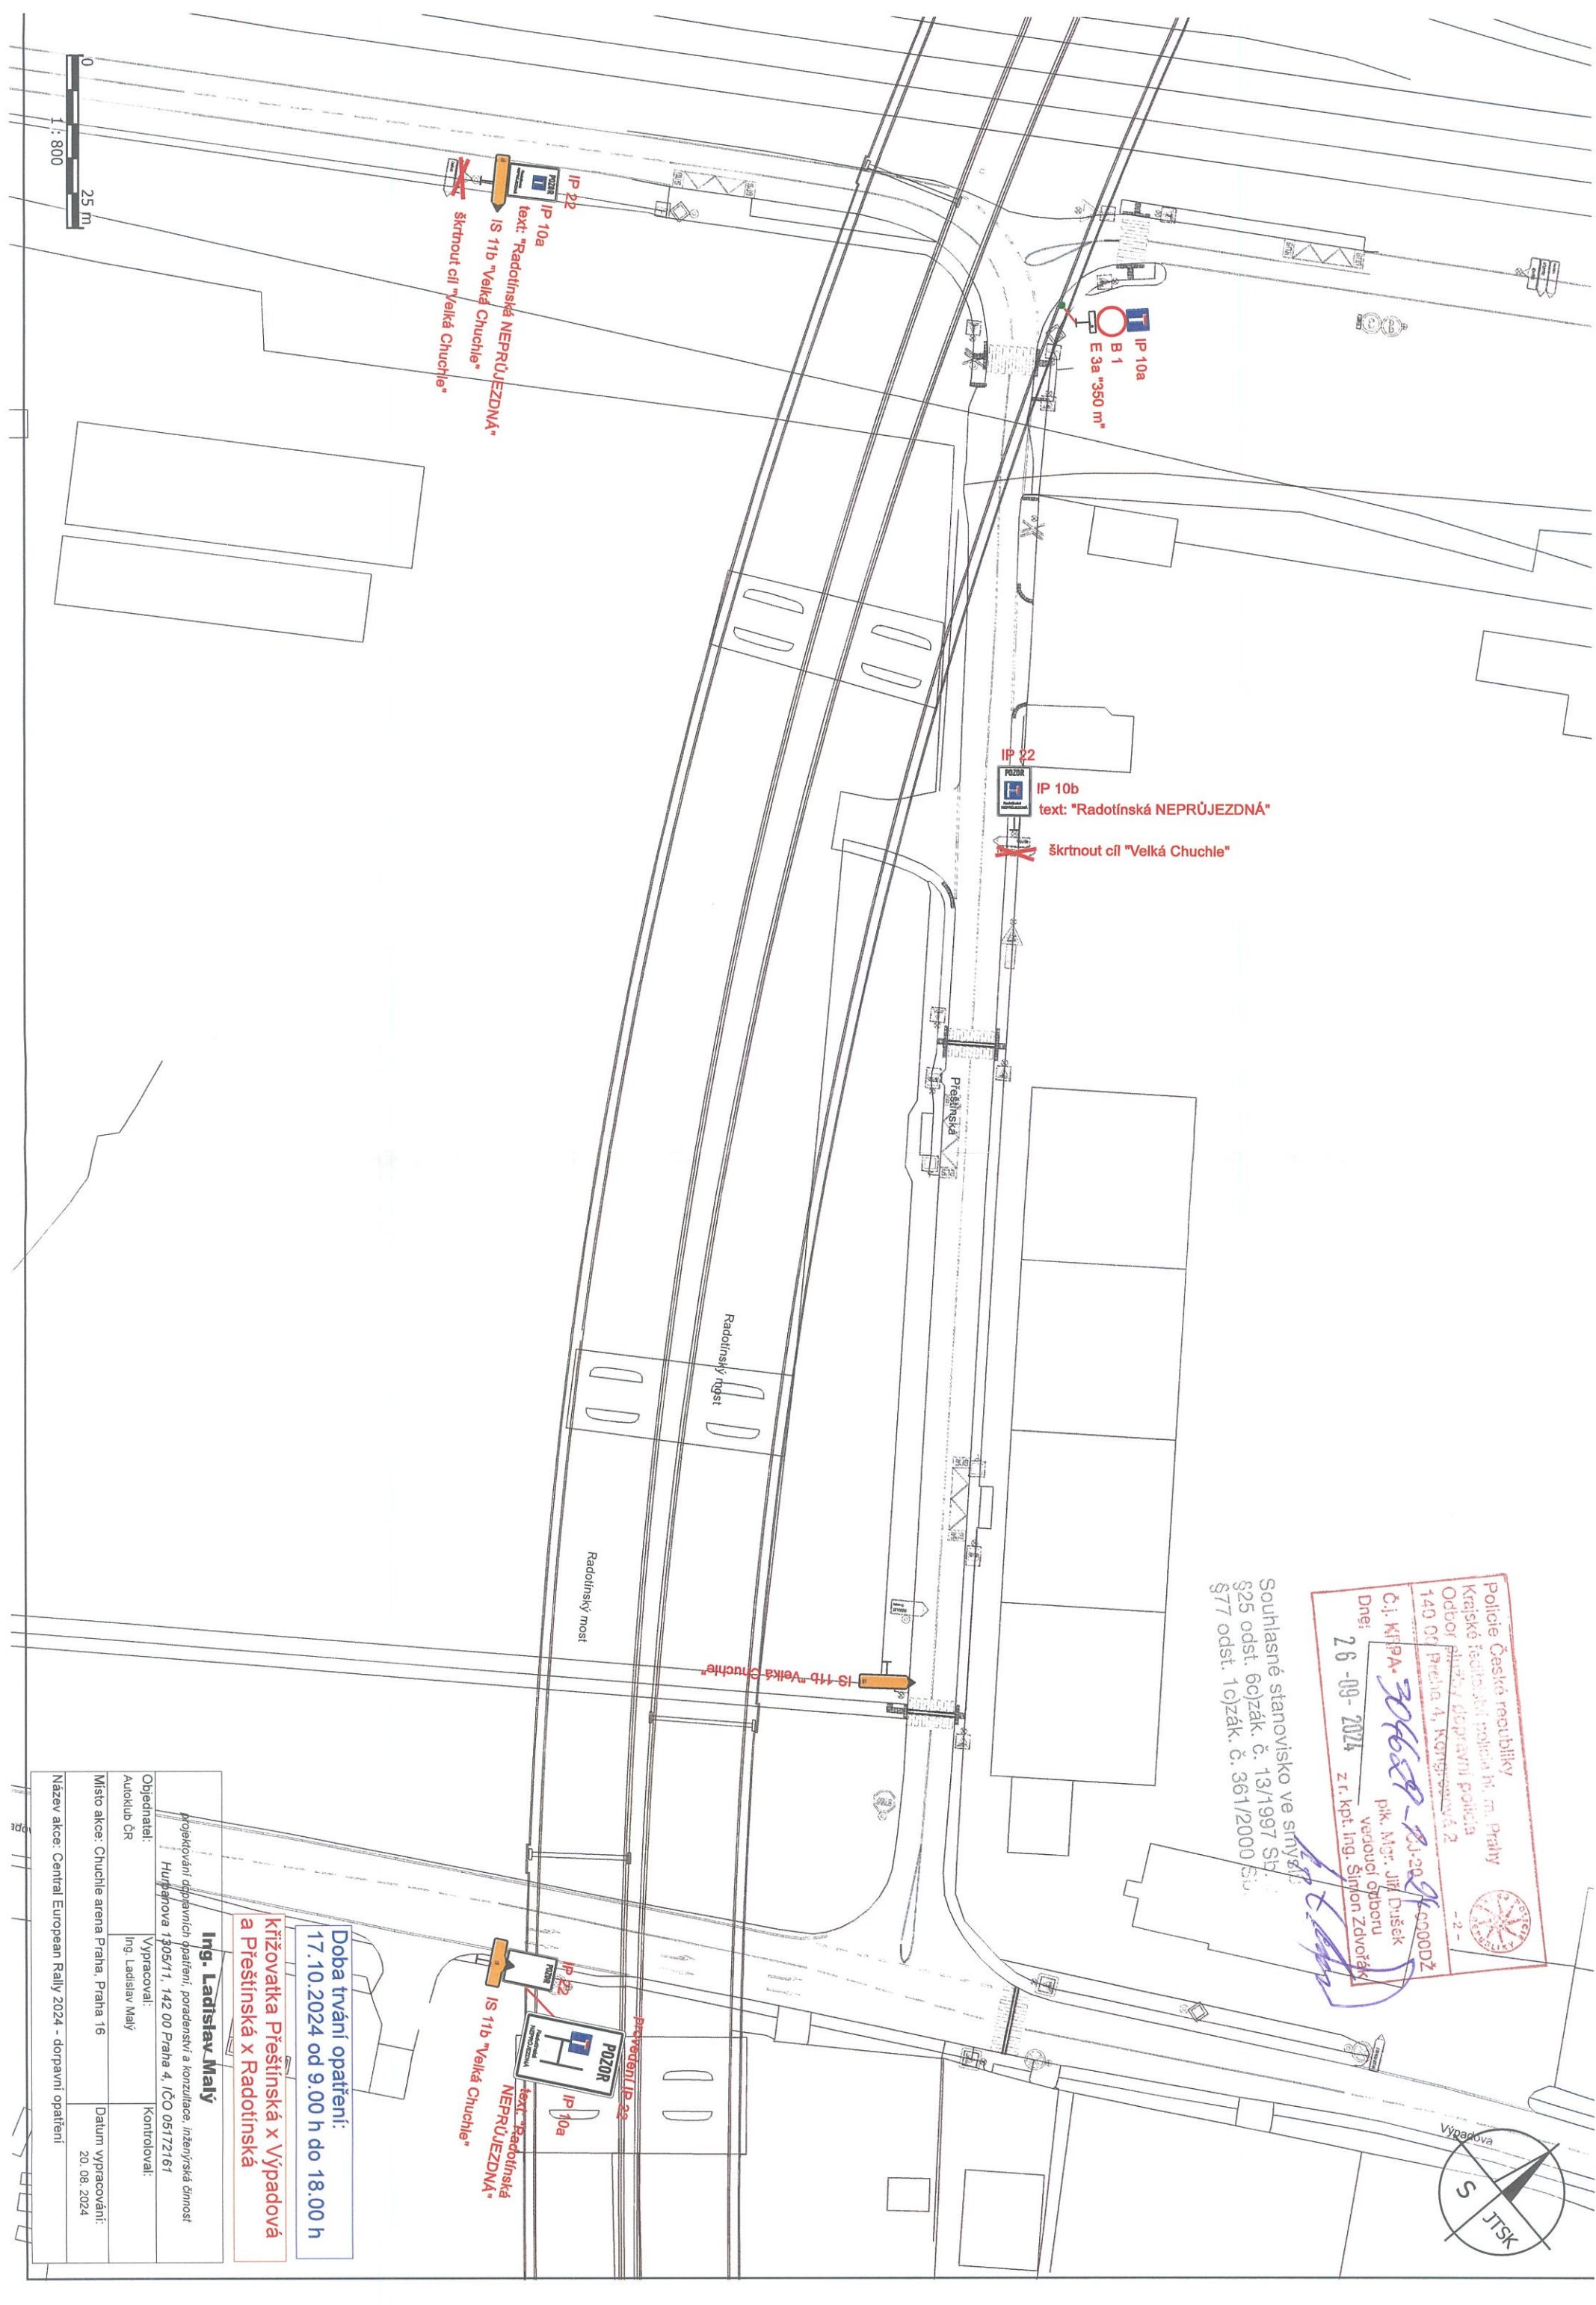 0
25 m
1 : 800
IP 22
IP 10a
text: "Radotínská NEPRŮJEZDNÁ"
IS 11b "Velká Chuchle"
škrtnout cíl "Velká Chuchle"
POZOR
IP 10a
B 1
E 3a "350 m"
IP 22
POZOR
IP 10b
text: "Radotínská NEPRŮJEZDNÁ"
škrtnout cíl "Velká Chuchle"
Přeštínská
Radotínský most
Radotínský most
IS 11b "Velká Chuchle"
Policie České republiky
Krajské ředitelství policie hl. m. Prahy
Odbor služby dopravní policie
140 00 Praha 4, Kongresová 2
- 2 -
Č.j. KRPA-
plk. Mgr. Jiří Dušek
vedoucí odboru
Dne: 26 -09- 2024
z r. kpt. Ing. Šimon Zdvořák
Souhlasné stanovisko ve smyslu
§25 odst. 6c)zák. č. 13/1997 Sb.
§77 odst. 1c)zák. č. 361/2000 Sb.
IP 22
POZOR
IS 11b "Velká Chuchle"
Provedení IP 22
POZOR
Radotínská
NEPRŮJEZDNÁ
IP 10a
text: "Radotínská
NEPRŮJEZDNÁ"
Výpadová
S
JTSK
Doba trvání opatření:
17.10.2024 od 9.00 h do 18.00 h
křižovatka Přeštínská x Výpadová
a Přeštínská x Radotínská
Ing. Ladislav Malý
projektování dopravních opatření, poradenství a konzultace, inženýrská činnost
Hurbanova 1305/11, 142 00 Praha 4, IČO 05172161
Objednatel:
Autoklub ČR
Vypracoval:
Ing. Ladislav Malý
Kontroloval:
Místo akce: Chuchle arena Praha, Praha 16
Datum vypracování:
20. 08. 2024
Název akce: Central European Rally 2024 - dorpavní opatření